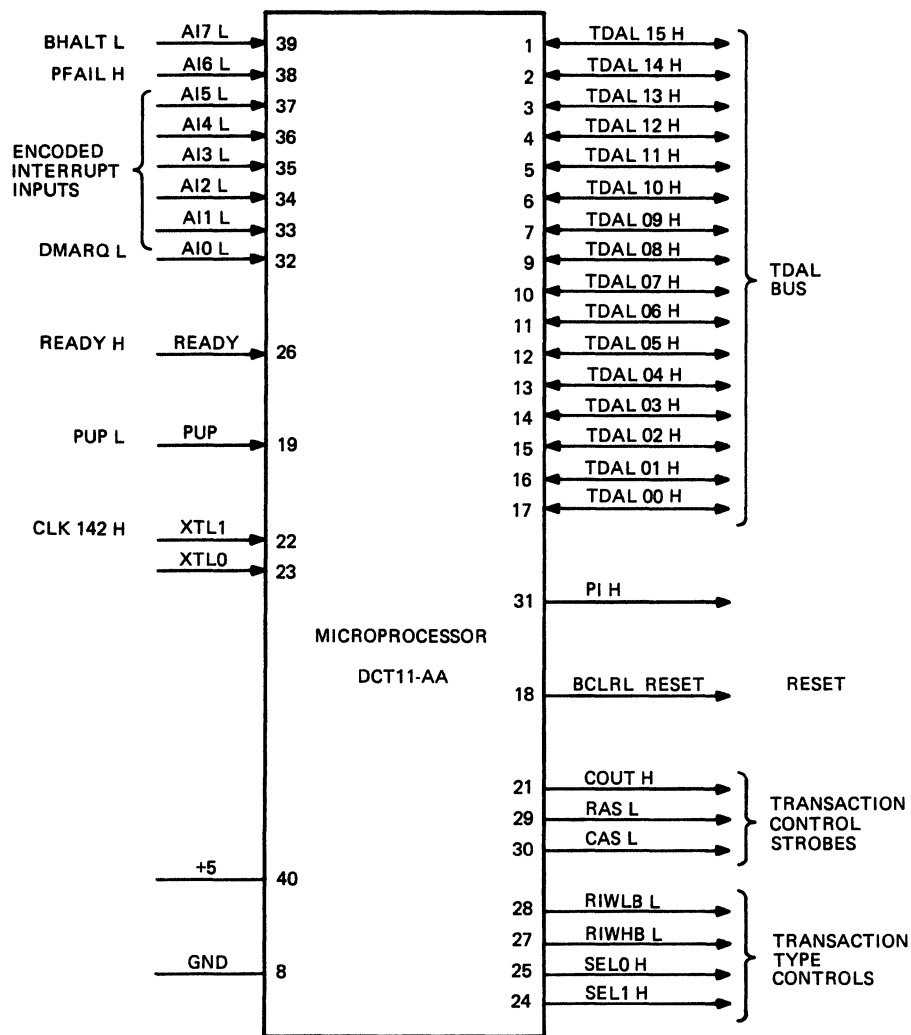 BHALT L AI7 L 39
PFAIL H AI6 L 38
AI5 L 37
AI4 L 36
ENCODED INTERRUPT INPUTS
AI3 L 35
AI2 L 34
AI1 L 33
DMARQ L AI0 L 32
READY H READY 26
PUP L PUP 19
CLK 142 H XTL1 22
XTL0 23
+5 40
GND 8
MICROPROCESSOR
DCT11-AA
1 TDAL 15 H
2 TDAL 14 H
3 TDAL 13 H
4 TDAL 12 H
5 TDAL 11 H
6 TDAL 10 H
7 TDAL 09 H
9 TDAL 08 H
10 TDAL 07 H
11 TDAL 06 H
12 TDAL 05 H
13 TDAL 04 H
14 TDAL 03 H
15 TDAL 02 H
16 TDAL 01 H
17 TDAL 00 H
TDAL
BUS
31 PI H
18 BCLRL RESET RESET
21 COUT H
29 RAS L
30 CAS L
TRANSACTION
CONTROL
STROBES
28 RIWLB L
27 RIWHB L
25 SEL0 H
24 SEL1 H
TRANSACTION
TYPE
CONTROLS